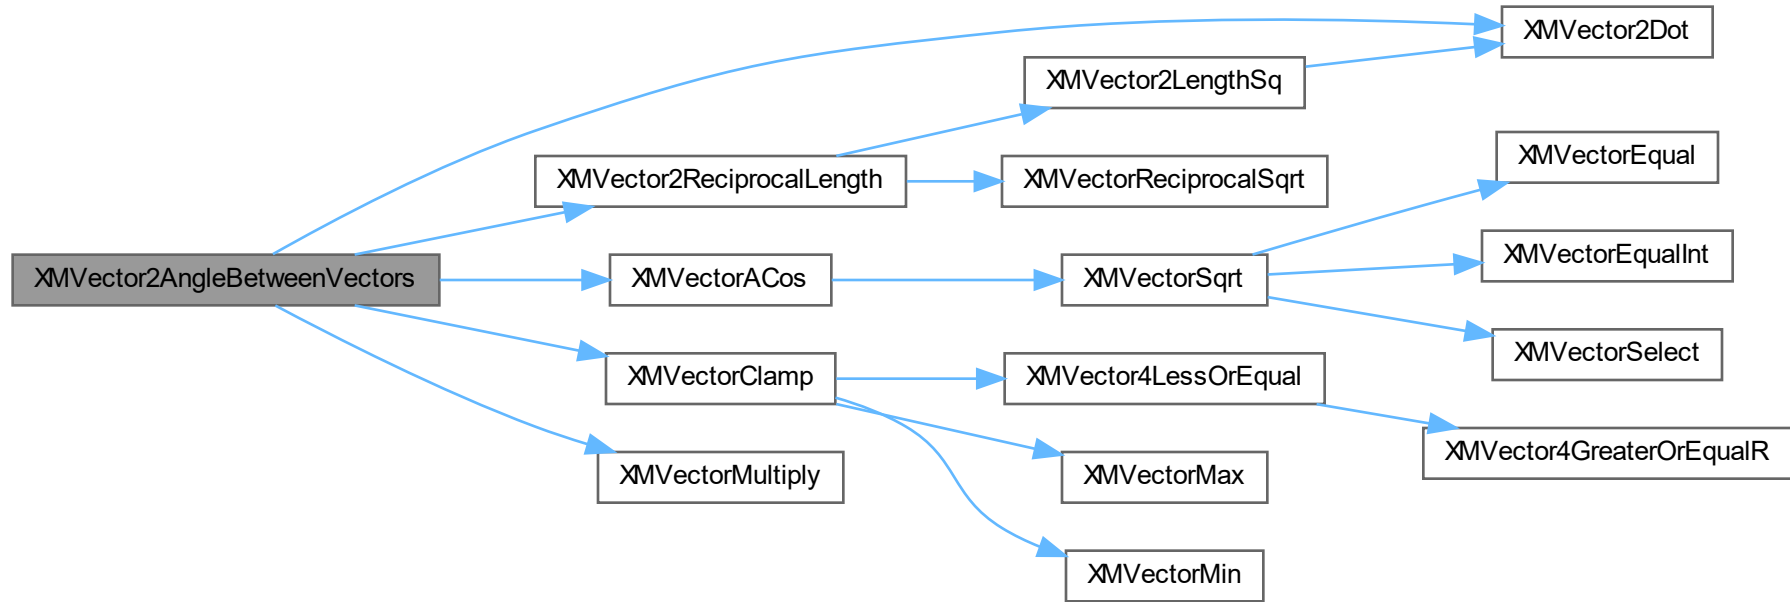 XMVector2Dot
XMVector2LengthSq
XMVectorEqual
XMVector2ReciprocalLength
XMVectorReciprocalSqrt
XMVectorEqualInt
XMVector2AngleBetweenVectors
XMVectorACos
XMVectorSqrt
XMVectorSelect
XMVectorClamp
XMVector4LessOrEqual
XMVector4GreaterOrEqualR
XMVectorMultiply
XMVectorMax
XMVectorMin